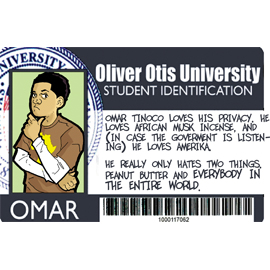 Oliver Otis University
STUDENT IDENTIFICATION
OMAR TINOCO LOVES HIS PRIVACY, HE
LOVES AFRICAN MUSK INCENSE, AND
(IN CASE THE GOVERMENT IS LISTEN-
ING) HE LOVES AMERIKA.
HE REALLY ONLY HATES TWO THINGS,
PEANUT BUTTER AND EVERYBODY IN
THE ENTIRE WORLD.
OMAR
1000117062
UNIVERSITY